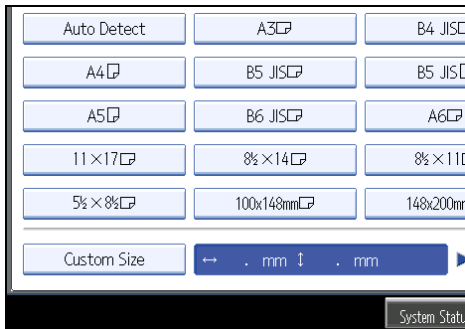 Auto Detect A3 B4 JIS
A4 B5 JIS B5 JIS
A5 B6 JIS A6
11×17 8½×14 8½×11
5½×8½ 100x148mm 148x200mm
Custom Size ↔ . mm ↕ . mm
System Statu